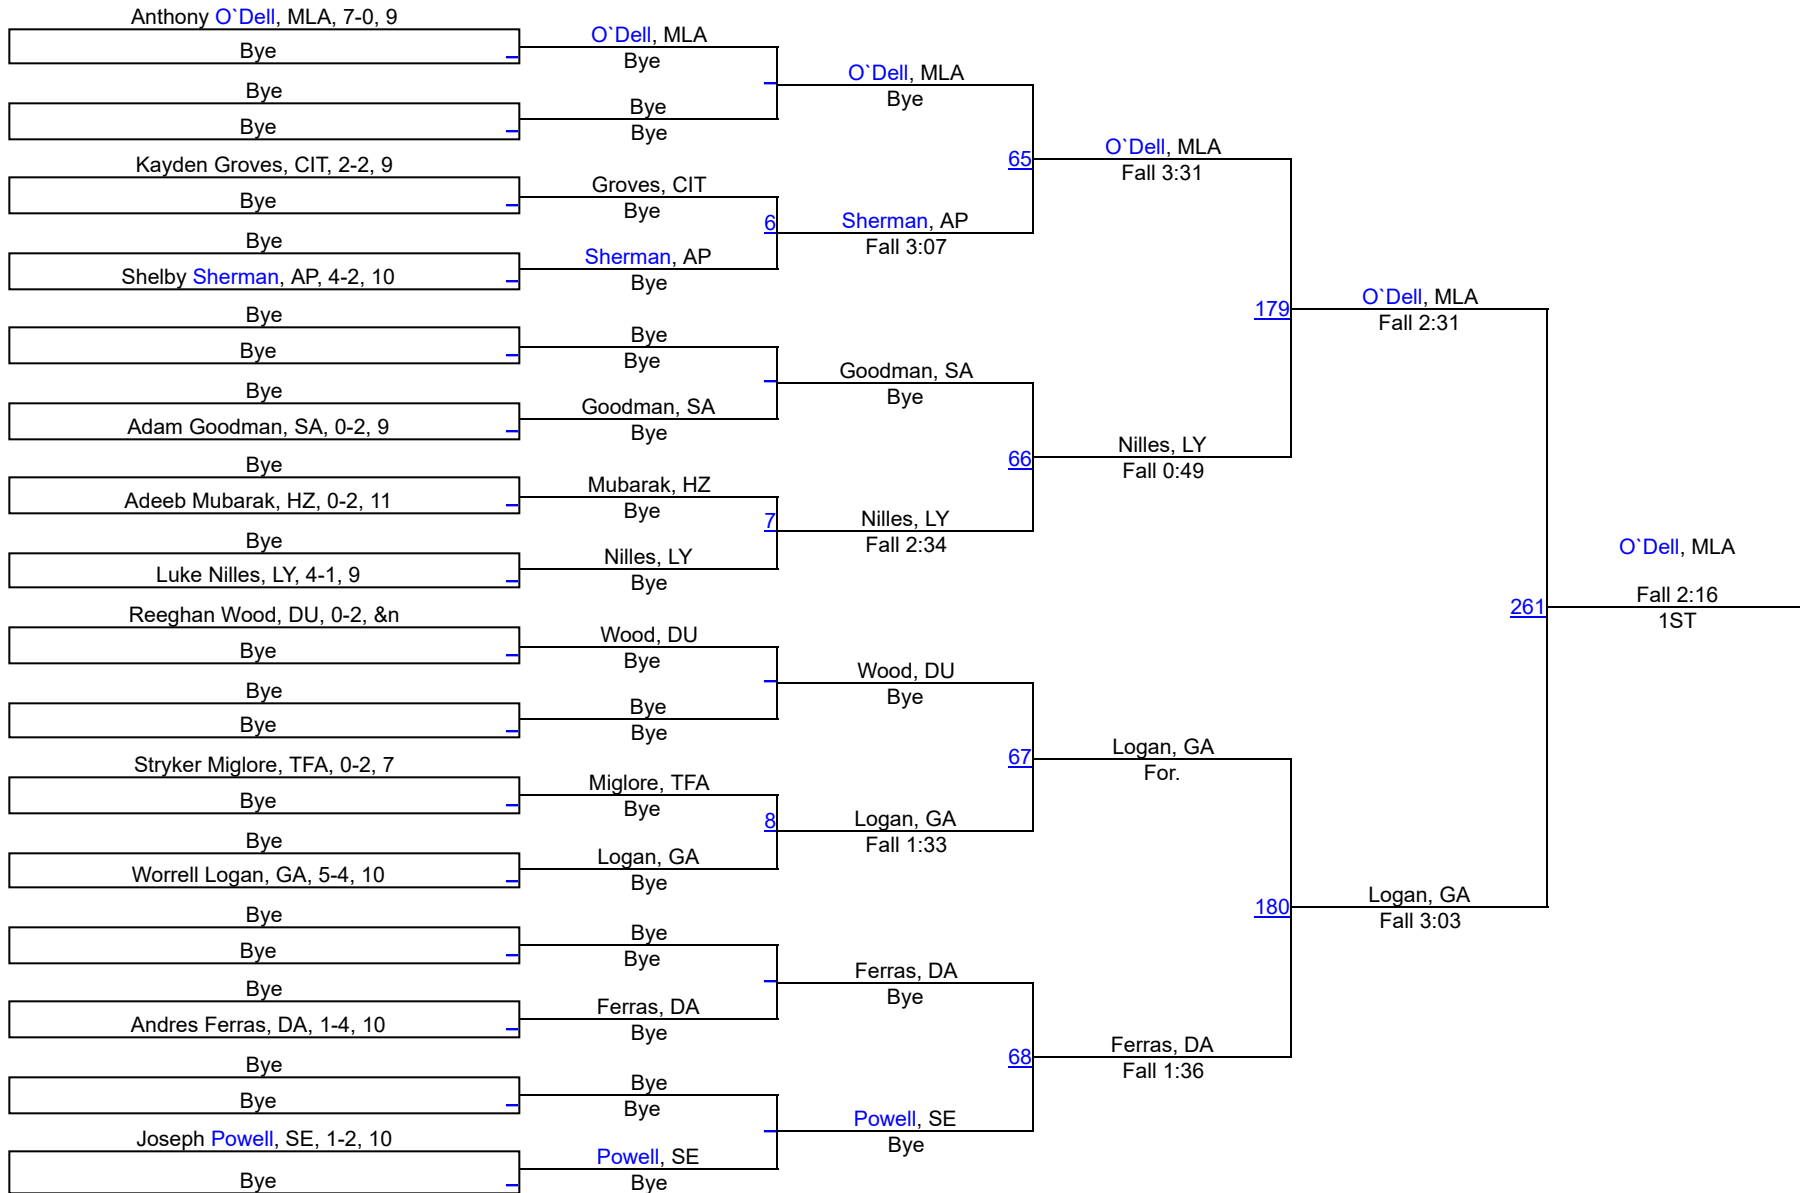 Anthony O`Dell, MLA, 7-0, 9
Bye
Bye
Bye
Kayden Groves, CIT, 2-2, 9
Bye
Bye
Shelby Sherman, AP, 4-2, 10
Bye
Bye
Bye
Adam Goodman, SA, 0-2, 9
Bye
Adeeb Mubarak, HZ, 0-2, 11
Bye
Luke Nilles, LY, 4-1, 9
Reeghan Wood, DU, 0-2, &n
Bye
Bye
Bye
Stryker Miglore, TFA, 0-2, 7
Bye
Bye
Worrell Logan, GA, 5-4, 10
Bye
Bye
Bye
Andres Ferras, DA, 1-4, 10
Bye
Bye
Joseph Powell, SE, 1-2, 10
Bye
O`Dell, MLA
Bye
Bye
Bye
Groves, CIT
Bye
6
Sherman, AP
Bye
Bye
Bye
Goodman, SA
Bye
Mubarak, HZ
Bye
7
Nilles, LY
Bye
Wood, DU
Bye
Bye
Bye
Miglore, TFA
Bye
8
Logan, GA
Bye
Bye
Bye
Ferras, DA
Bye
Bye
Bye
Powell, SE
Bye
O`Dell, MLA
Bye
65
Sherman, AP
Fall 3:07
Goodman, SA
Bye
66
Nilles, LY
Fall 2:34
Wood, DU
Bye
67
Logan, GA
Fall 1:33
Ferras, DA
Bye
68
Powell, SE
Bye
O`Dell, MLA
Fall 3:31
179
Nilles, LY
Fall 0:49
Logan, GA
For.
180
Ferras, DA
Fall 1:36
O`Dell, MLA
Fall 2:31
261
Logan, GA
Fall 3:03
O`Dell, MLA
Fall 2:16
1ST